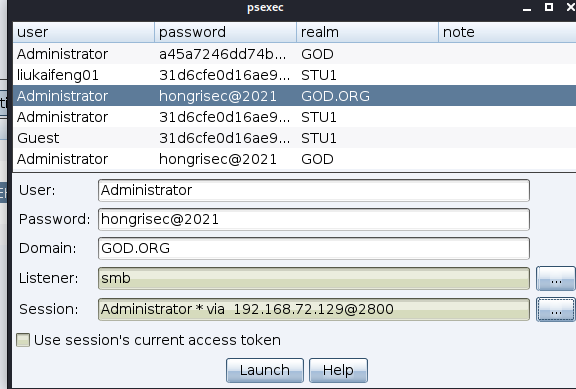 psexec
user password realm note
Administrator a45a7246dd74b... GOD
liukaifeng01 31d6cfe0d16ae9... STU1
Administrator hongrisec@2021 GOD.ORG
Administrator 31d6cfe0d16ae9... STU1
Guest 31d6cfe0d16ae9... STU1
Administrator hongrisec@2021 GOD
User: Administrator
Password: hongrisec@2021
Domain: GOD.ORG
Listener: smb ...
Session: Administrator * via 192.168.72.129@2800 ...
Use session's current access token
Launch Help